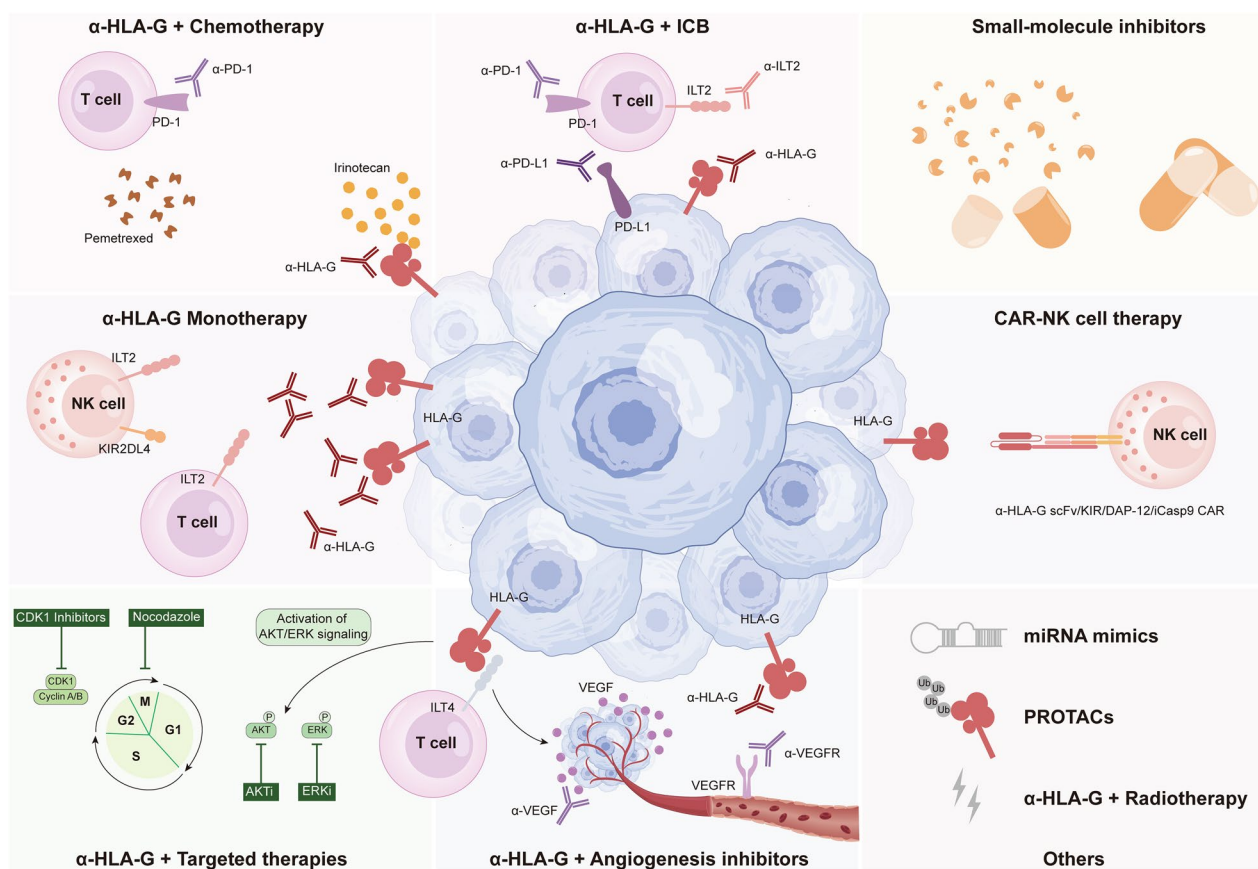 α-HLA-G + Chemotherapy
α-PD-1
T cell
PD-1
Irinotecan
Pemetrexed
α-HLA-G
α-HLA-G + ICB
α-PD-1
α-ILT2
ILT2
T cell
PD-1
α-PD-L1
α-HLA-G
PD-L1
Small-molecule inhibitors
α-HLA-G Monotherapy
ILT2
NK cell
KIR2DL4
HLA-G
ILT2
T cell
α-HLA-G
CAR-NK cell therapy
HLA-G
NK cell
α-HLA-G scFv/KIR/DAP-12/iCasp9 CAR
CDK1 Inhibitors
Nocodazole
CDK1
Cyclin A/B
M
G2
G1
S
Activation of
AKT/ERK signaling
P
AKT
P
ERK
AKTi
ERKi
HLA-G
ILT4
T cell
α-HLA-G + Targeted therapies
HLA-G
α-HLA-G
VEGF
α-VEGFR
VEGFR
α-VEGF
α-HLA-G + Angiogenesis inhibitors
miRNA mimics
Ub
Ub
Ub
Ub
PROTACs
α-HLA-G + Radiotherapy
Others